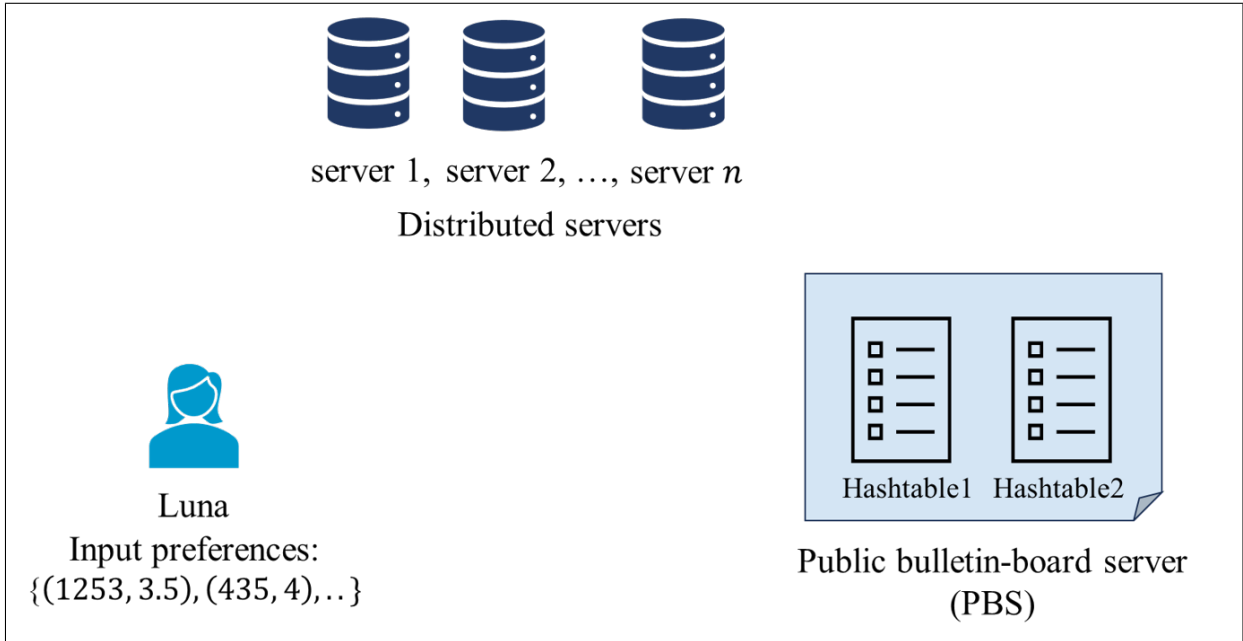 server 1, server 2, …, server n
Distributed servers
Hashtable1 Hashtable2
Luna
Input preferences:
{(1253, 3.5), (435, 4), . . }
Public bulletin-board server
(PBS)